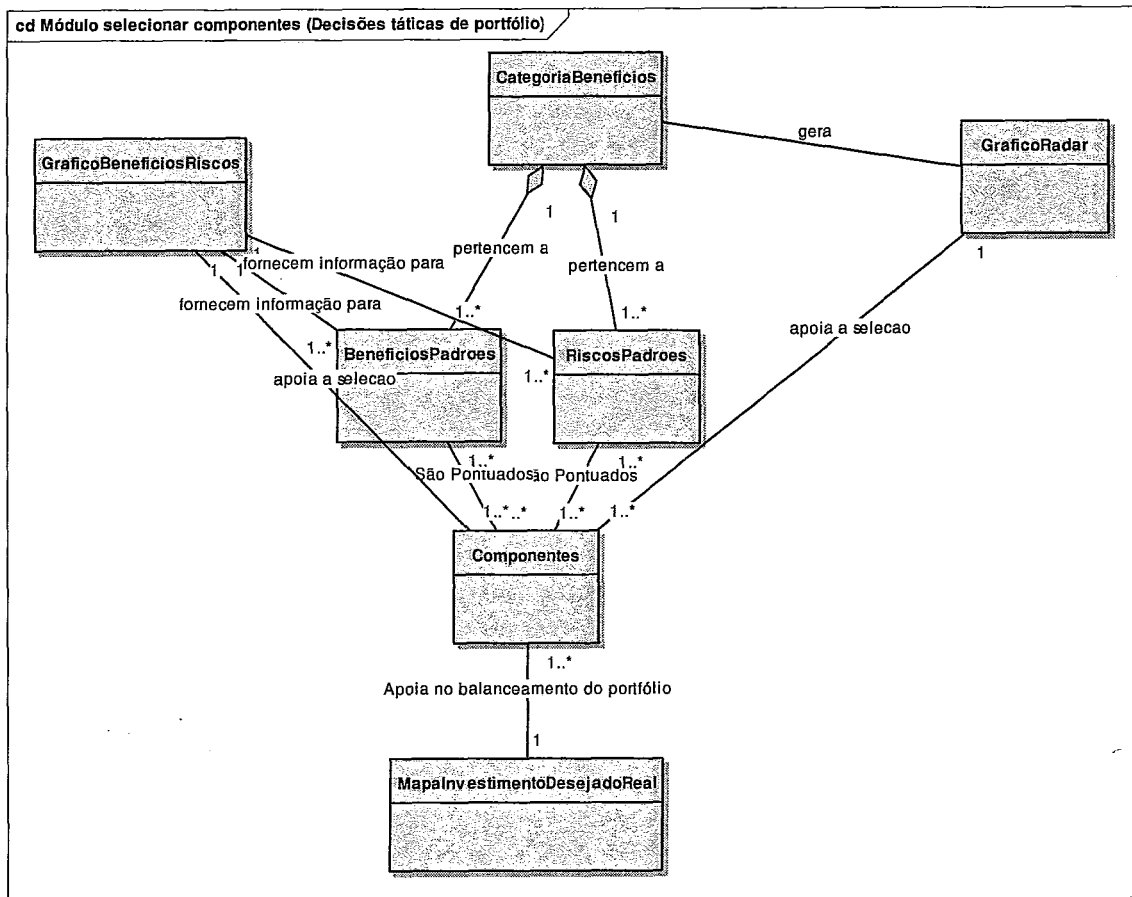 cd Módulo selecionar componentes (Decisões táticas de portfólio)
CategoriaBeneficios
gera
GraficoRadar
GraficoBeneficiosRiscos
1
1
pertencem a
pertencem a
1
1
1
1
fornecem informação para
fornecem informação para
1..*
1..*
1..*
1..*
BeneficiosPadroes
RiscosPadroes
apoia a selecao
apoia a selecao
1..*
1..*
São Pontuados
ão Pontuados
1..*..*
1..*
1..*
Componentes
1..*
Apoia no balanceamento do portfólio
1
MapaInvestimentoDesejadoReal